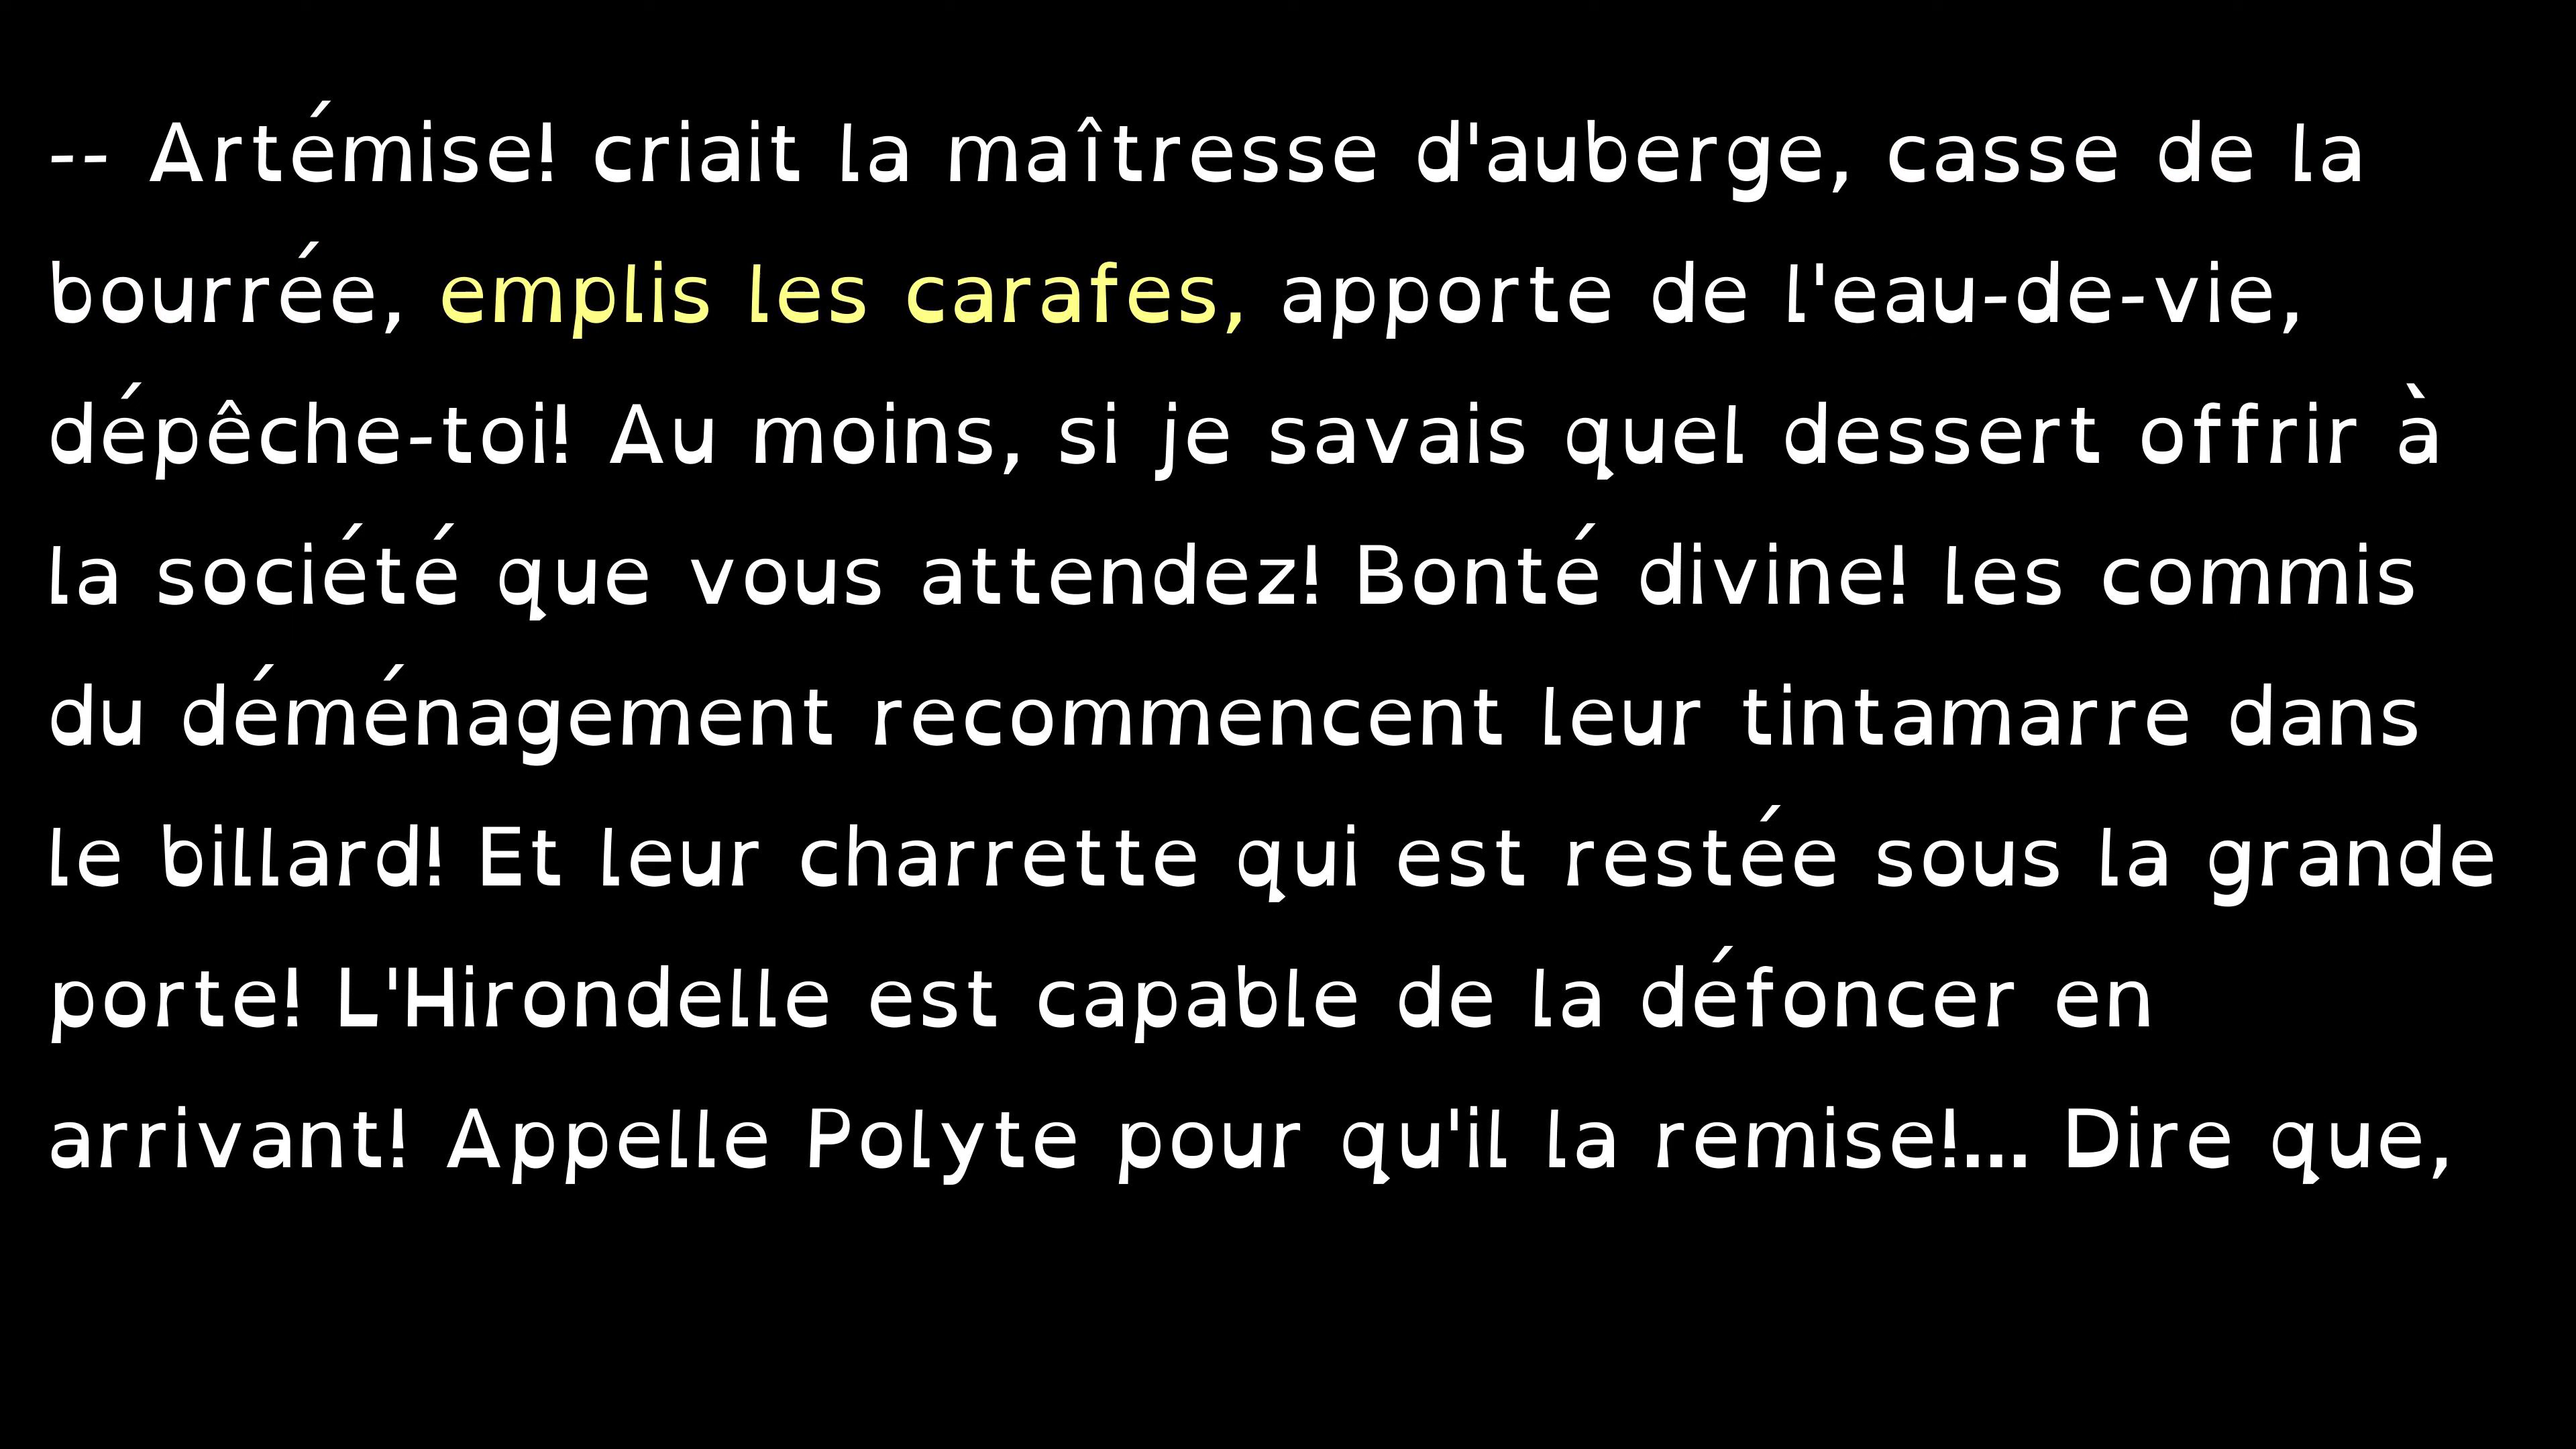 -- Artémise! criait la maîtresse d'auberge, casse de la
bourrée, emplis les carafes, apporte de l'eau-de-vie,
dépêche-toi! Au moins, si je savais quel dessert offrir à
la société que vous attendez! Bonté divine! les commis
du déménagement recommencent leur tintamarre dans
le billard! Et leur charrette qui est restée sous la grande
porte! L'Hirondelle est capable de la défoncer en
arrivant! Appelle Polyte pour qu'il la remise!... Dire que,